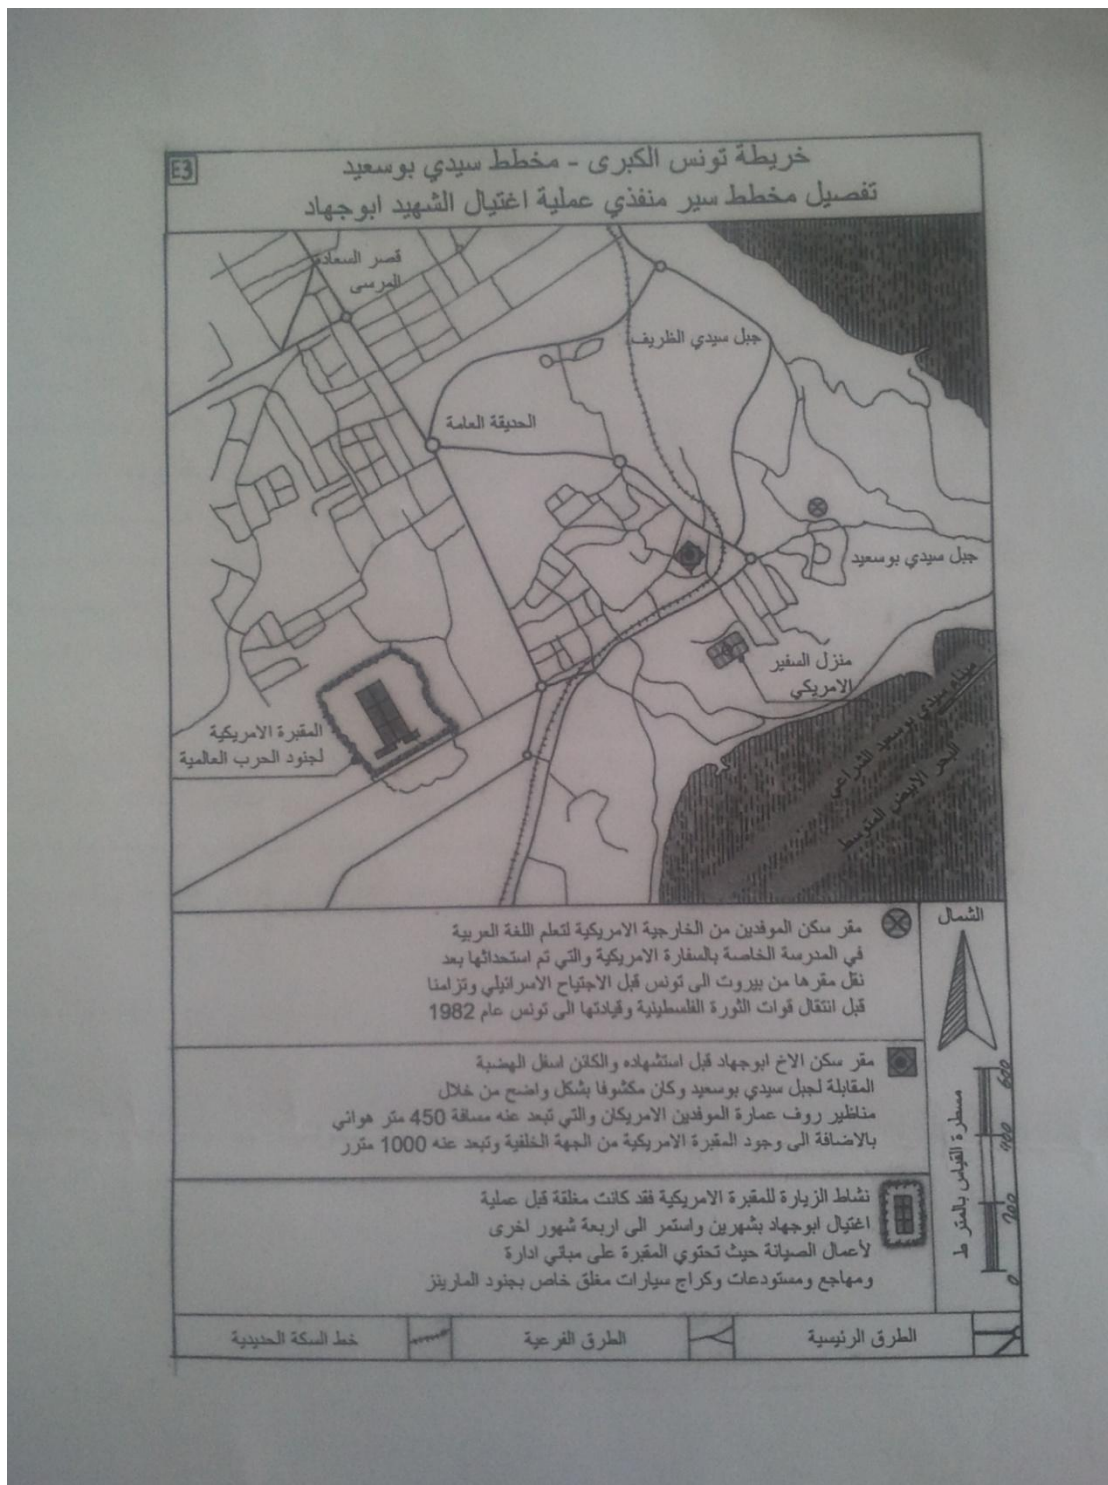 E3
خريطة تونس الكبرى - مخطط سيدي بوسعيد
تفصيل مخطط سير منفذي عملية اغتيال الشهيد ابوجهاد
قصر السعادة
المرسى
جبل سيدي الظريف
الحديقة العامة
جبل سيدي بوسعيد
منزل السفير
الامريكي
ميناء سيدي بوسعيد الشراعي
البحر الابيض المتوسط
المقبرة الامريكية
لجنود الحرب العالمية
الشمال
مقر سكن الموفدين من الخارجية الامريكية لتعلم اللغة العربية
في المدرسة الخاصة بالسفارة الامريكية والتي تم استحداثها بعد
نقل مقرها من بيروت الى تونس قبل الاجتياح الاسرائيلي وتزامنا
قبل انتقال قوات الثورة الفلسطينية وقيادتها الى تونس عام 1982
مقر سكن الاخ ابوجهاد قبل استشهاده والكائن اسفل الهضبة
المقابلة لجبل سيدي بوسعيد وكان مكشوفا بشكل واضح من خلال
مناظير روف عمارة الموفدين الامريكان والتي تبعد عنه مسافة 450 متر هوائي
بالاضافة الى وجود المقبرة الامريكية من الجهة الخلفية وتبعد عنه 1000 مترر
نشاط الزيارة للمقبرة الامريكية فقد كانت مغلقة قبل عملية
اغتيال ابوجهاد بشهرين واستمر الى اربعة شهور اخرى
لأعمال الصيانة حيث تحتوي المقبرة على مباني ادارة
ومهاجع ومستودعات وكراج سيارات مغلق خاص بجنود المارينز
مسطرة القياس بالمتر ط
600
400
200
0
الطرق الرئيسية
الطرق الفرعية
خط السكة الحديدية